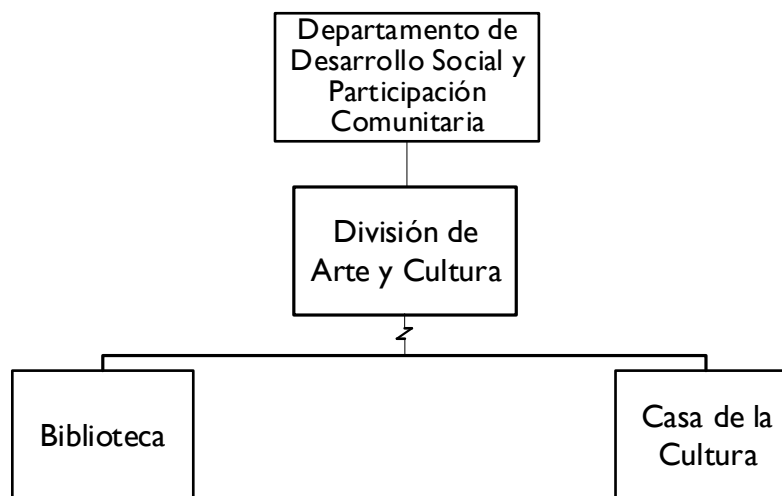 Departamento de
Desarrollo Social y
Participación
Comunitaria
División de
Arte y Cultura
Biblioteca
Casa de la
Cultura